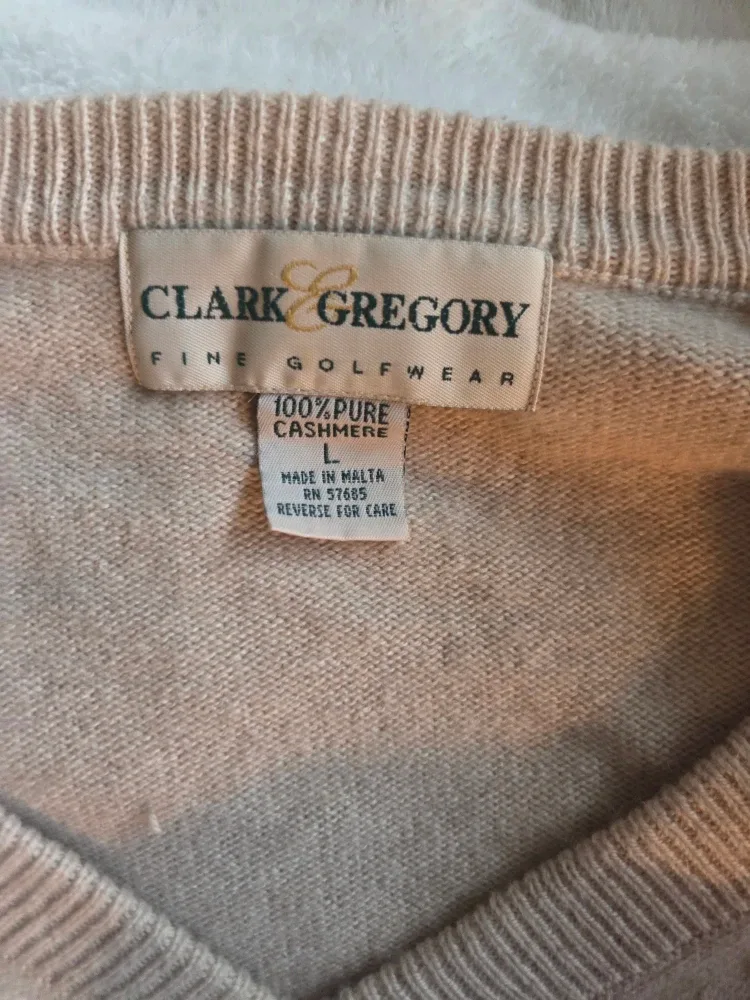 CLARK & GREGORY
FINE GOLFWEAR
100% PURE
CASHMERE
L
MADE IN MALTA
RN 57685
REVERSE FOR CARE